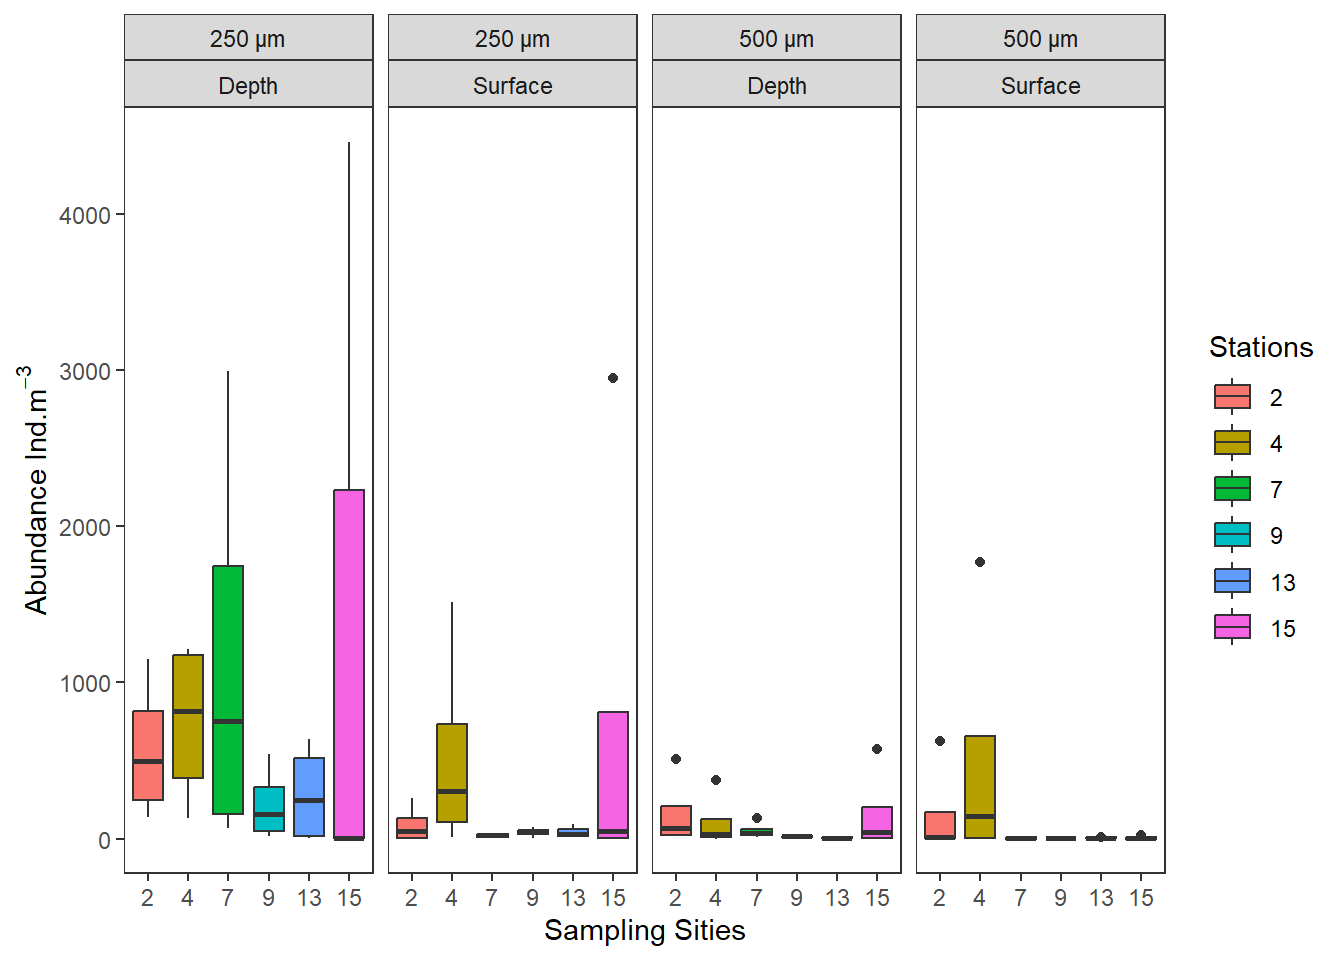 250 µm 250 µm 500 µm 500 µm
Depth Surface Depth Surface
4000
3000
2000
1000
0
Abundance Ind.m⁻³
2 4 7 9 13 15 2 4 7 9 13 15 2 4 7 9 13 15 2 4 7 9 13 15
Sampling Sities
Stations
2
4
7
9
13
15